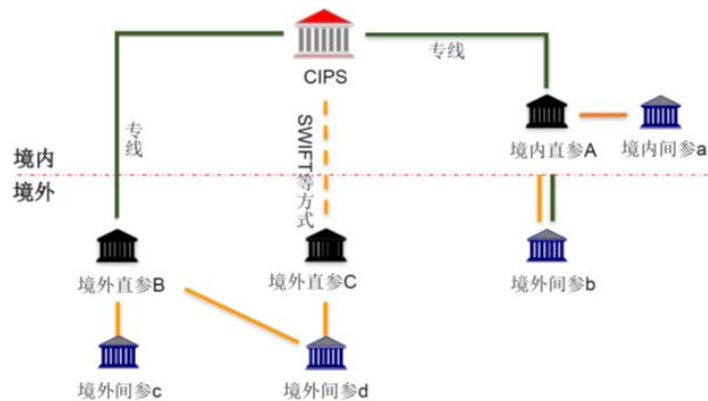 CIPS
专线
专线
SWIFT等方式
境内直参A
境内间参a
境内
境外
境外直参B
境外直参C
境外间参b
境外间参c
境外间参d